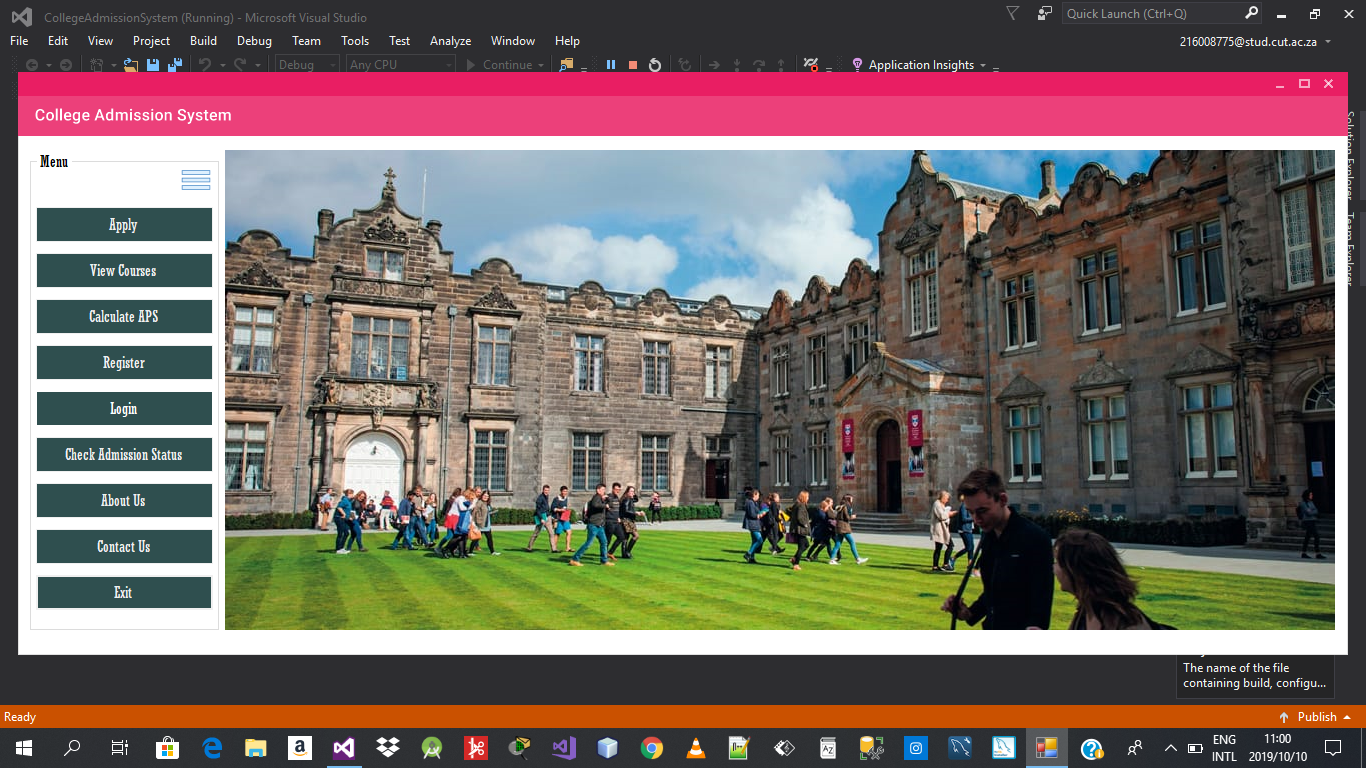 CollegeAdmissionSystem (Running) - Microsoft Visual Studio
Quick Launch (Ctrl+Q)
File Edit View Project Build Debug Team Tools Test Analyze Window Help
216008775@stud.cut.ac.za
Debug Any CPU Continue Application Insights
College Admission System
Solution Explorer
Team Explorer
Menu
Apply
View Courses
Calculate APS
Register
Login
Check Admission Status
About Us
Contact Us
Exit
The name of the file
containing build, configu...
Ready
Publish
ENG
INTL
11:00
2019/10/10